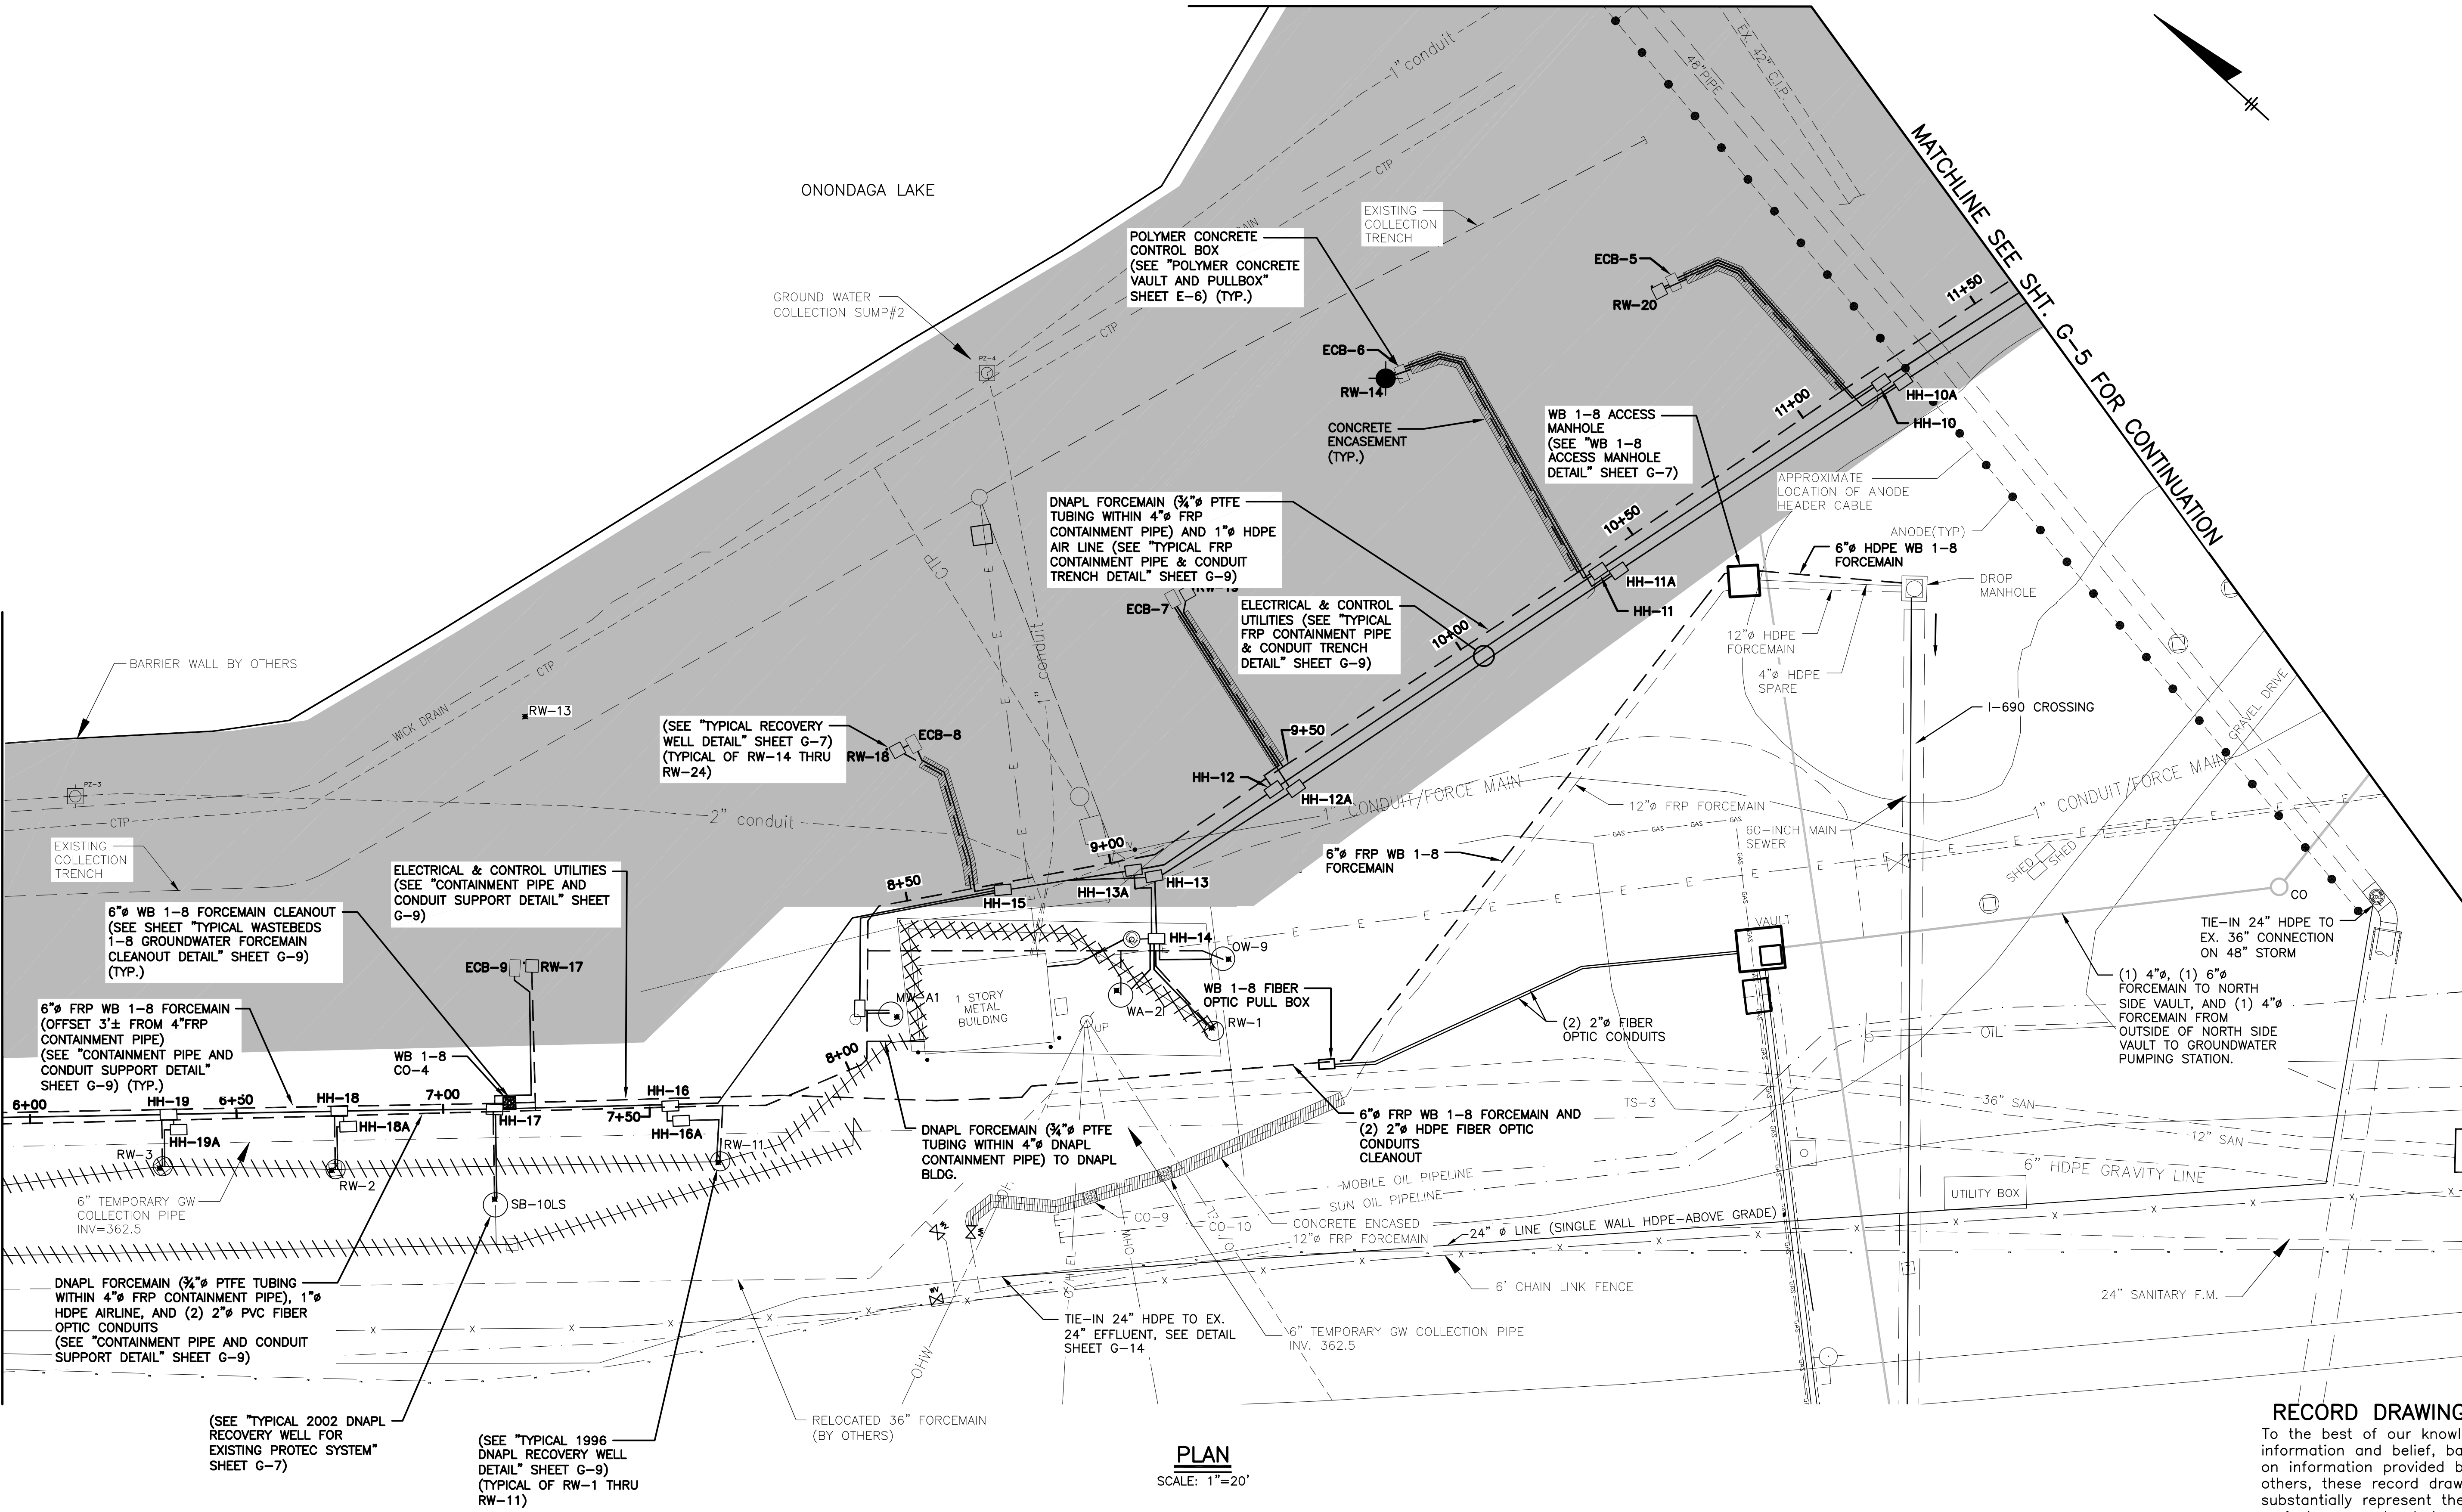 1" conduit
48"PIPE
EX. 42" C.I.P.
MATCHLINE SEE SHT. G-5 FOR CONTINUATION
ONONDAGA LAKE
CTP
EXISTING
COLLECTION
TRENCH
POLYMER CONCRETE
CONTROL BOX
(SEE "POLYMER CONCRETE
VAULT AND PULLBOX"
SHEET E-6) (TYP.)
ECB-5
RW-20
11+50
GROUND WATER
COLLECTION SUMP#2
CTP
PZ-4
ECB-6
RW-14
CONCRETE
ENCASEMENT
(TYP.)
WB 1-8 ACCESS
MANHOLE
(SEE "WB 1-8
ACCESS MANHOLE
DETAIL" SHEET G-7)
11+00
HH-10A
HH-10
APPROXIMATE
LOCATION OF ANODE
HEADER CABLE
ANODE(TYP)
DNAPL FORCEMAIN (¾"ø PTFE
TUBING WITHIN 4"ø FRP
CONTAINMENT PIPE) AND 1"ø HDPE
AIR LINE (SEE "TYPICAL FRP
CONTAINMENT PIPE & CONDUIT
TRENCH DETAIL" SHEET G-9)
10+50
HH-11A
HH-11
6"ø HDPE WB 1-8
FORCEMAIN
DROP
MANHOLE
CTP
ECB-7
ELECTRICAL & CONTROL
UTILITIES (SEE "TYPICAL
FRP CONTAINMENT PIPE
& CONDUIT TRENCH
DETAIL" SHEET G-9)
10+00
12"ø HDPE
FORCEMAIN
4"ø HDPE
SPARE
1" conduit
BARRIER WALL BY OTHERS
CTP
WICK DRAIN
RW-13
I-690 CROSSING
GRAVEL DRIVE
(SEE "TYPICAL RECOVERY
WELL DETAIL" SHEET G-7)
(TYPICAL OF RW-14 THRU
RW-24)
RW-18
ECB-8
9+50
HH-12
HH-12A
PZ-3
CTP
2" conduit
1" CONDUIT/FORCE MAIN
12"ø FRP FORCEMAIN
1" CONDUIT/FORCE MAIN
GAS GAS GAS GAS
60-INCH MAIN
SEWER
EXISTING
COLLECTION
TRENCH
9+00
6"ø FRP WB 1-8
FORCEMAIN
SHED SHED
ELECTRICAL & CONTROL UTILITIES
(SEE "CONTAINMENT PIPE AND
CONDUIT SUPPORT DETAIL" SHEET
G-9)
8+50
HH-15
HH-13A
HH-13
CO
6"ø WB 1-8 FORCEMAIN CLEANOUT
(SEE SHEET "TYPICAL WASTEBEDS
1-8 GROUNDWATER FORCEMAIN
CLEANOUT DETAIL" SHEET G-9)
(TYP.)
VAULT
TIE-IN 24" HDPE TO
EX. 36" CONNECTION
ON 48" STORM
HH-14
OW-9
ECB-9
RW-17
WB 1-8 FIBER
OPTIC PULL BOX
(1) 4"ø, (1) 6"ø
FORCEMAIN TO NORTH
SIDE VAULT, AND (1) 4"ø
FORCEMAIN FROM
OUTSIDE OF NORTH SIDE
VAULT TO GROUNDWATER
PUMPING STATION.
6"ø FRP WB 1-8 FORCEMAIN
(OFFSET 3'± FROM 4"FRP
CONTAINMENT PIPE)
(SEE "CONTAINMENT PIPE AND
CONDUIT SUPPORT DETAIL"
SHEET G-9) (TYP.)
MW-A1
1 STORY
METAL
BUILDING
WA-2
UP
RW-1
(2) 2"ø FIBER
OPTIC CONDUITS
OIL
WB 1-8
CO-4
8+00
6+00
HH-19
6+50
HH-18
7+00
HH-17
7+50
HH-16
HH-16A
HH-19A
HH-18A
TS-3
36" SAN
12" SAN
6" HDPE GRAVITY LINE
UTILITY BOX
6"ø FRP WB 1-8 FORCEMAIN AND
(2) 2"ø HDPE FIBER OPTIC
CONDUITS
CLEANOUT
RW-3
RW-2
RW-11
DNAPL FORCEMAIN (¾"ø PTFE
TUBING WITHIN 4"ø DNAPL
CONTAINMENT PIPE) TO DNAPL
BLDG.
MOBILE OIL PIPELINE
SUN OIL PIPELINE
6" TEMPORARY GW
COLLECTION PIPE
INV=362.5
SB-10LS
CO-9
CO-10
CONCRETE ENCASED
12"ø FRP FORCEMAIN
24" ø LINE (SINGLE WALL HDPE-ABOVE GRADE)
OHW
DNAPL FORCEMAIN (¾"ø PTFE TUBING
WITHIN 4"ø FRP CONTAINMENT PIPE), 1"ø
HDPE AIRLINE, AND (2) 2"ø PVC FIBER
OPTIC CONDUITS
(SEE "CONTAINMENT PIPE AND CONDUIT
SUPPORT DETAIL" SHEET G-9)
6' CHAIN LINK FENCE
24" SANITARY F.M.
TIE-IN 24" HDPE TO EX.
24" EFFLUENT, SEE DETAIL
SHEET G-14
6" TEMPORARY GW COLLECTION PIPE
INV. 362.5
OHW
RELOCATED 36" FORCEMAIN
(BY OTHERS)
(SEE "TYPICAL 2002 DNAPL
RECOVERY WELL FOR
EXISTING PROTEC SYSTEM"
SHEET G-7)
(SEE "TYPICAL 1996
DNAPL RECOVERY WELL
DETAIL" SHEET G-9)
(TYPICAL OF RW-1 THRU
RW-11)
PLAN
SCALE: 1"=20'
RECORD DRAWING
To the best of our knowl
information and belief, ba
on information provided b
others, these record draw
substantially represent the